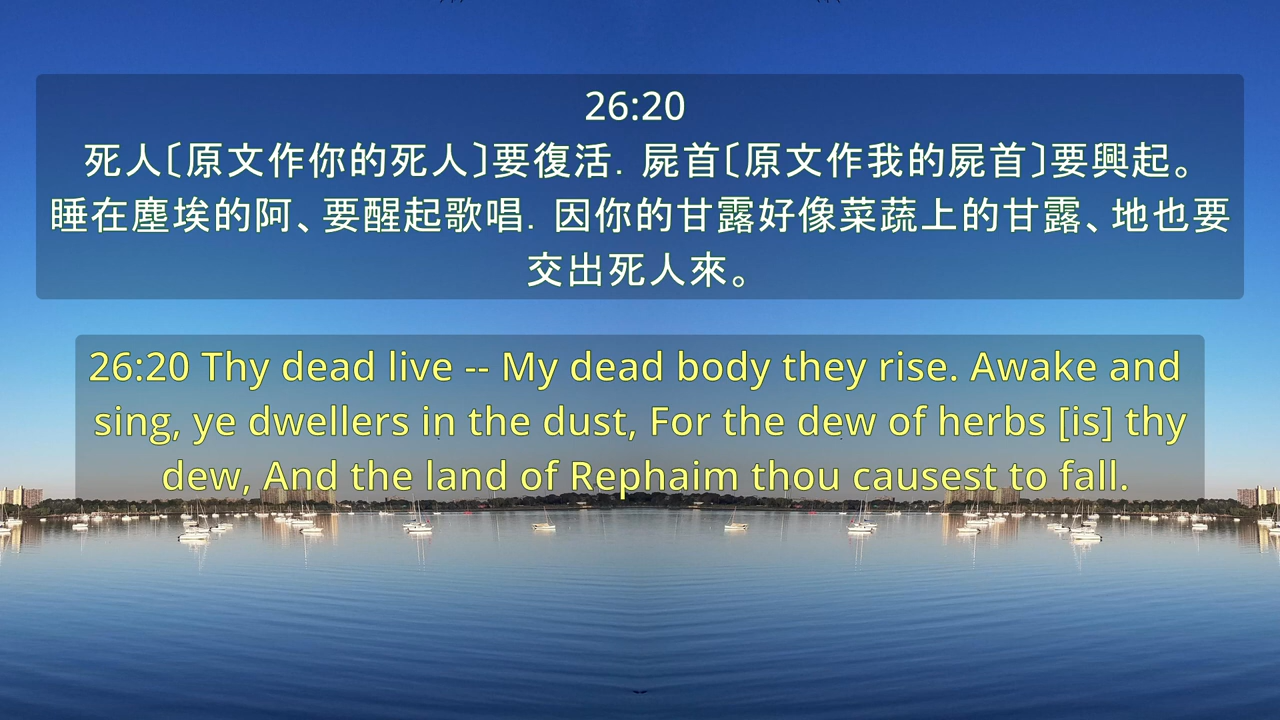 26:20
死人〔原文作你的死人〕要復活．屍首〔原文作我的屍首〕要興起。
睡在塵埃的阿、要醒起歌唱．因你的甘露好像菜蔬上的甘露、地也要
交出死人來。
26:20 Thy dead live -- My dead body they rise. Awake and
sing, ye dwellers in the dust, For the dew of herbs [is] thy
dew, And the land of Rephaim thou causest to fall.